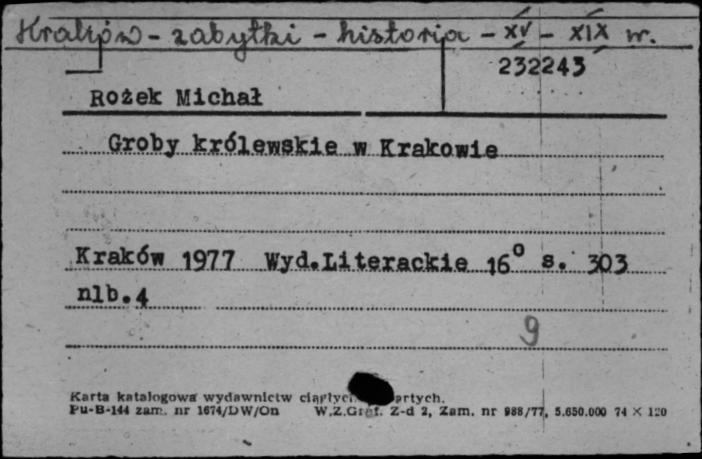 Kraków - zabytki - historia - XV - XIX w.
232243
Rożek Michał
Groby królewskie w Krakowie
Kraków 1977 Wyd.Literackie 16° s. 303
nlb.4
9
Karta katalogowa wydawnictw ciągłych artych.
Pu-B-144 zam. nr 1674/DW/On W.Z.Graf. Z-d 2, Zam. nr 988/77, 5.650.000 74 × 120